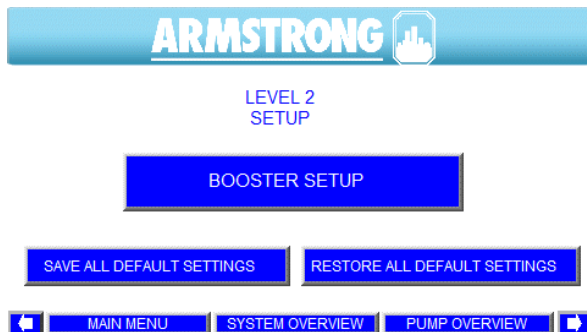 ARMSTRONG
LEVEL 2
SETUP
BOOSTER SETUP
SAVE ALL DEFAULT SETTINGS RESTORE ALL DEFAULT SETTINGS
MAIN MENU SYSTEM OVERVIEW PUMP OVERVIEW